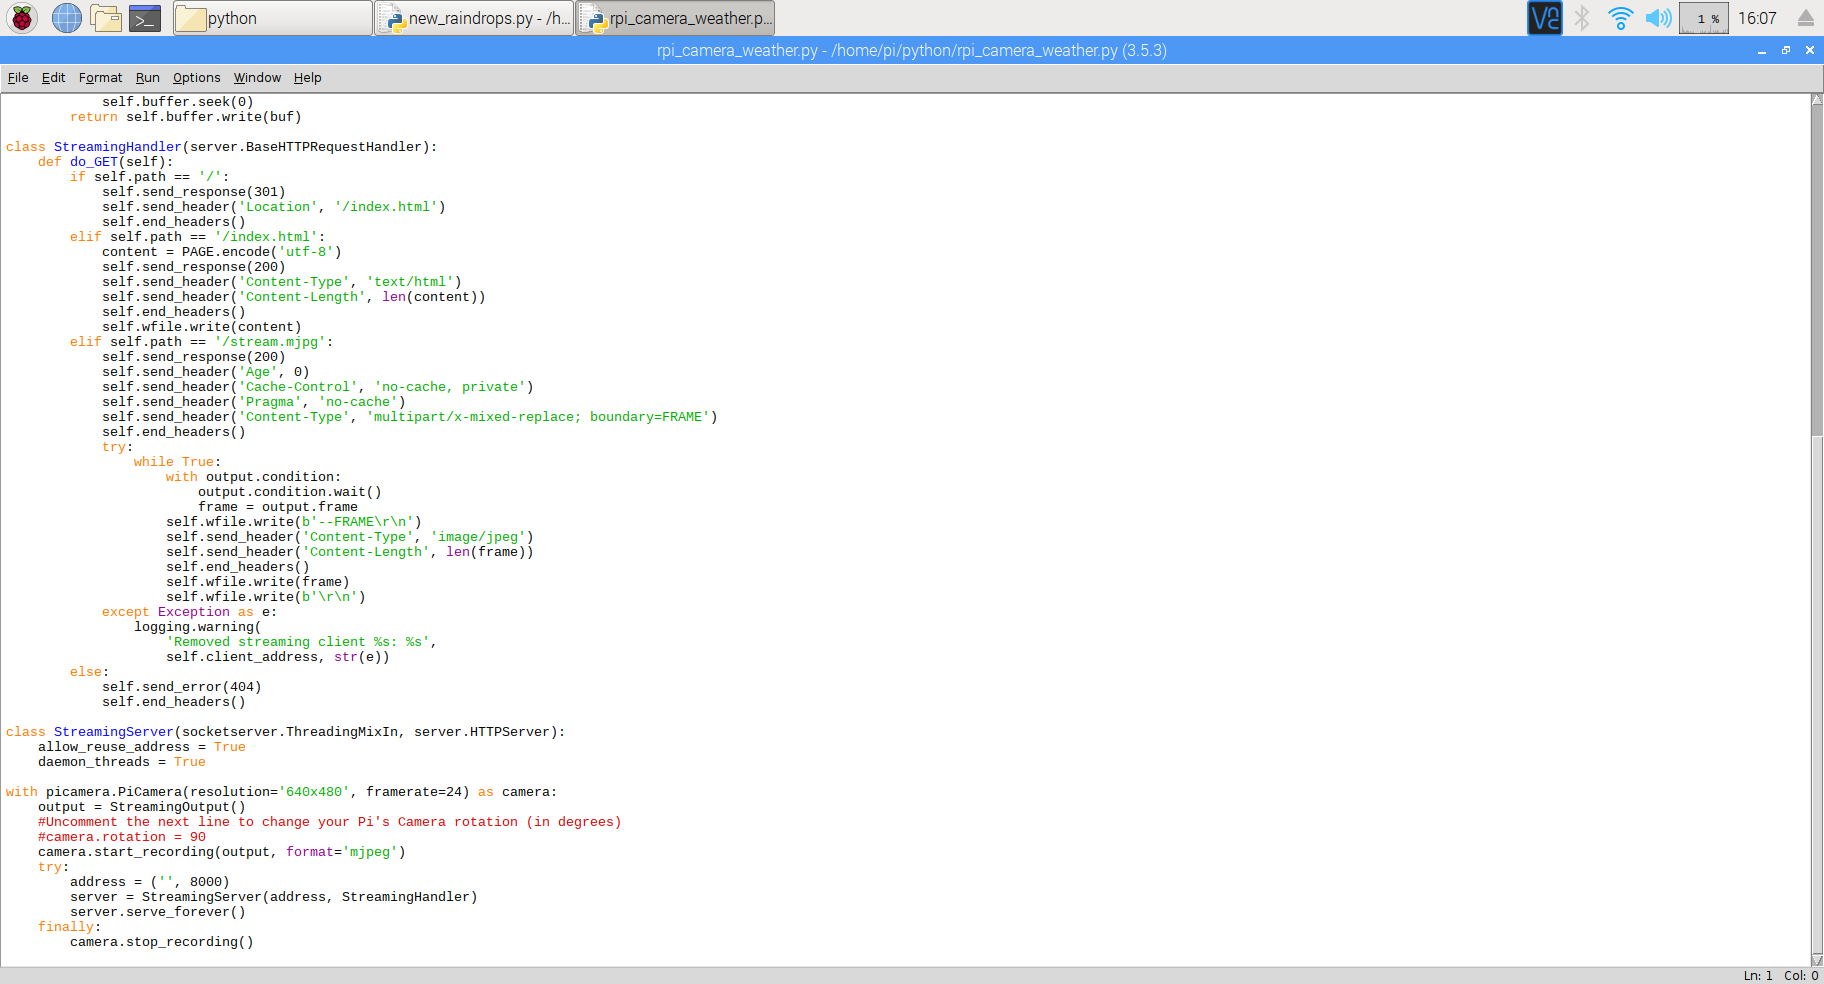 python
new_raindrops.py - /h...
rpi_camera_weather.p...
1 %
16:07
rpi_camera_weather.py - /home/pi/python/rpi_camera_weather.py (3.5.3)
File Edit Format Run Options Window Help
            self.buffer.seek(0)
        return self.buffer.write(buf)

class StreamingHandler(server.BaseHTTPRequestHandler):
    def do_GET(self):
        if self.path == '/':
            self.send_response(301)
            self.send_header('Location', '/index.html')
            self.end_headers()
        elif self.path == '/index.html':
            content = PAGE.encode('utf-8')
            self.send_response(200)
            self.send_header('Content-Type', 'text/html')
            self.send_header('Content-Length', len(content))
            self.end_headers()
            self.wfile.write(content)
        elif self.path == '/stream.mjpg':
            self.send_response(200)
            self.send_header('Age', 0)
            self.send_header('Cache-Control', 'no-cache, private')
            self.send_header('Pragma', 'no-cache')
            self.send_header('Content-Type', 'multipart/x-mixed-replace; boundary=FRAME')
            self.end_headers()
            try:
                while True:
                    with output.condition:
                        output.condition.wait()
                        frame = output.frame
                    self.wfile.write(b'--FRAME\r\n')
                    self.send_header('Content-Type', 'image/jpeg')
                    self.send_header('Content-Length', len(frame))
                    self.end_headers()
                    self.wfile.write(frame)
                    self.wfile.write(b'\r\n')
            except Exception as e:
                logging.warning(
                    'Removed streaming client %s: %s',
                    self.client_address, str(e))
        else:
            self.send_error(404)
            self.end_headers()

class StreamingServer(socketserver.ThreadingMixIn, server.HTTPServer):
    allow_reuse_address = True
    daemon_threads = True

with picamera.PiCamera(resolution='640x480', framerate=24) as camera:
    output = StreamingOutput()
    #Uncomment the next line to change your Pi's Camera rotation (in degrees)
    #camera.rotation = 90
    camera.start_recording(output, format='mjpeg')
    try:
        address = ('', 8000)
        server = StreamingServer(address, StreamingHandler)
        server.serve_forever()
    finally:
        camera.stop_recording()
Ln: 1 Col: 0